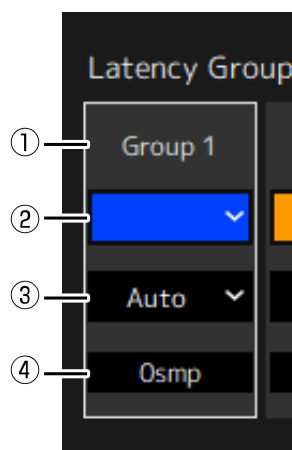 Latency Group
① Group 1
②
③ Auto
④ 0smp